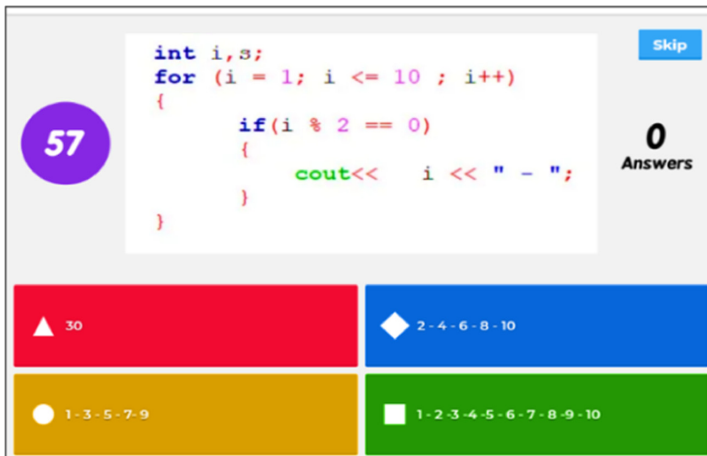 Skip
int i,s;
for (i = 1; i <= 10 ; i++)
{
if(i % 2 == 0)
{
cout<< i << " - ";
}
}
57
0
Answers
30
2 - 4 - 6 - 8 - 10
1 - 3 - 5 - 7- 9
1 - 2 -3 -4 -5 - 6 - 7 - 8 -9 - 10